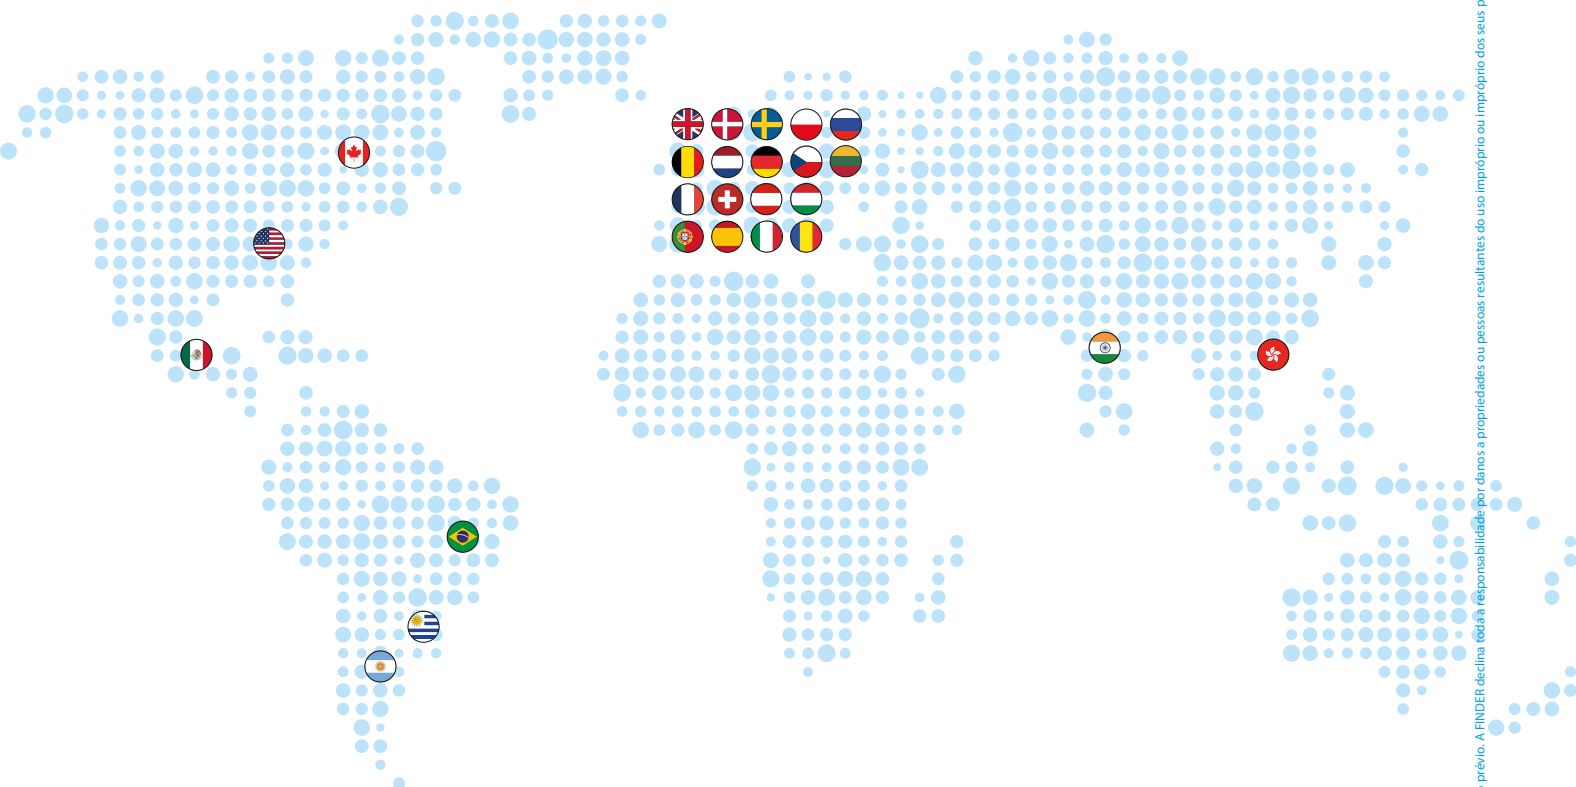 prévio. A FINDER declina toda a responsabilidade por danos a propriedades ou pessoas resultantes do uso impróprio ou impróprio dos seus